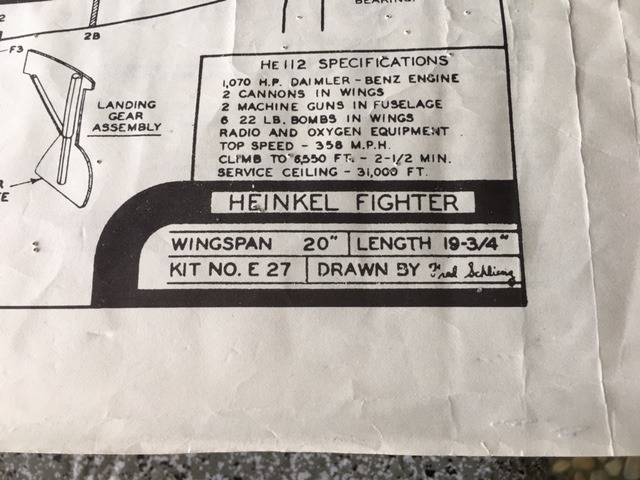 BEARING.
2
2B
F3
LANDING
GEAR
ASSEMBLY
HE 112 SPECIFICATIONS
1,070 H.P. DAIMLER - BENZ ENGINE
2 CANNONS IN WINGS
2 MACHINE GUNS IN FUSELAGE
6 22 LB. BOMBS IN WINGS
RADIO AND OXYGEN EQUIPMENT
TOP SPEED - 358 M.P.H.
CLIMB TO 6,550 FT. - 2-1/2 MIN.
SERVICE CEILING - 31,000 FT.
HEINKEL FIGHTER
WINGSPAN 20" LENGTH 19-3/4"
KIT NO. E 27 DRAWN BY Fred